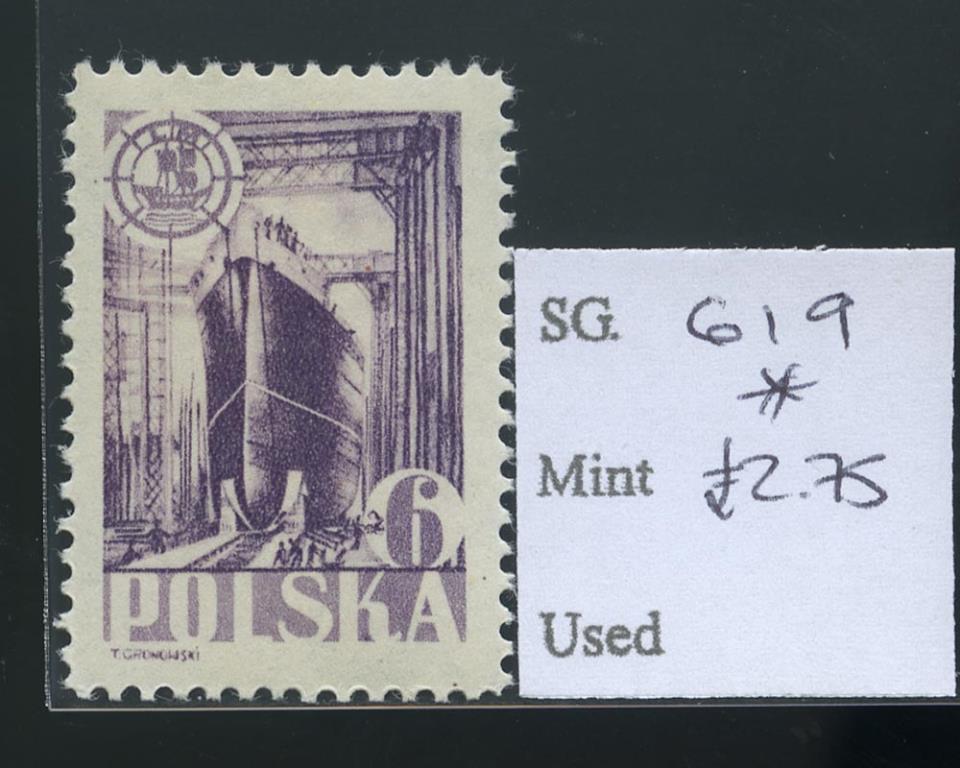 6
POLSKA
T. GRONOWSKI
SG. 619
*
Mint £2.75
Used